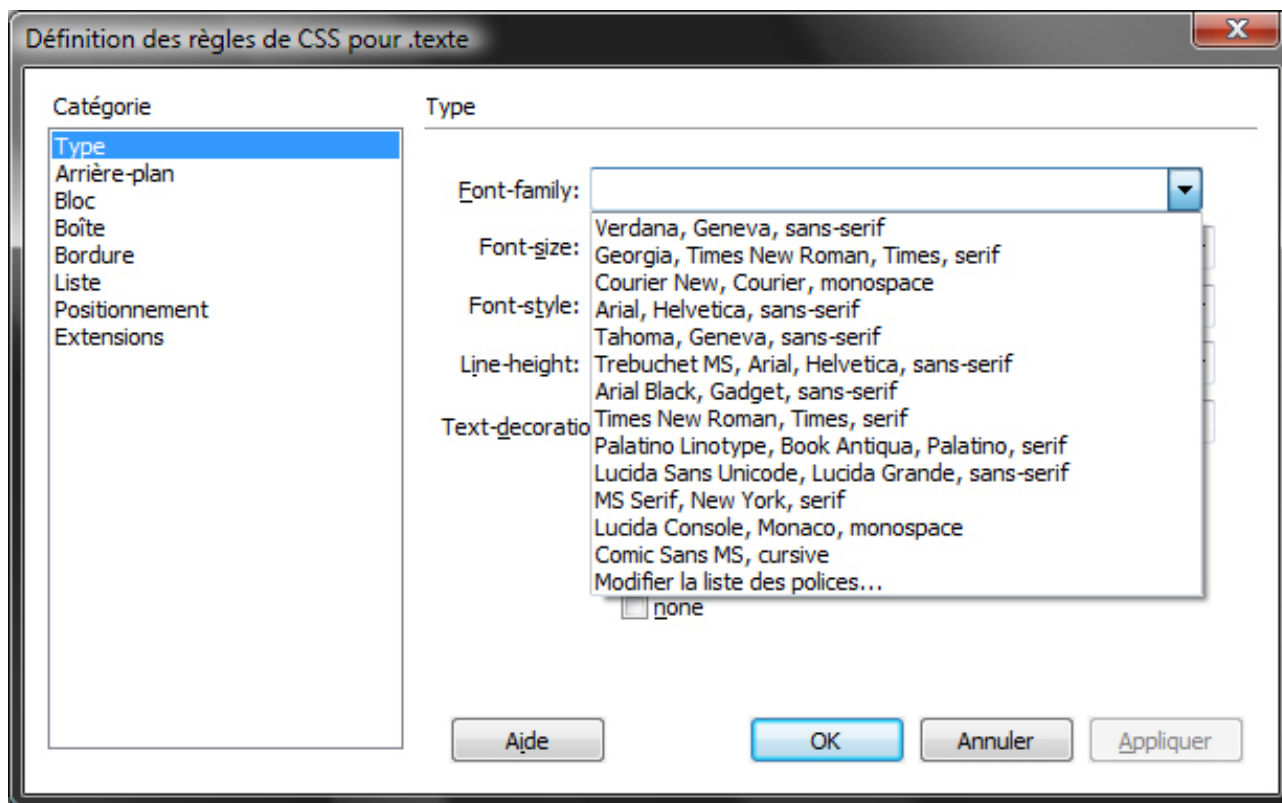 Définition des règles de CSS pour .texte
Catégorie
Type
Arrière-plan
Bloc
Boîte
Bordure
Liste
Positionnement
Extensions
Type
Font-family:
Verdana, Geneva, sans-serif
Font-size:
Georgia, Times New Roman, Times, serif
Courier New, Courier, monospace
Font-style:
Arial, Helvetica, sans-serif
Tahoma, Geneva, sans-serif
Line-height:
Trebuchet MS, Arial, Helvetica, sans-serif
Arial Black, Gadget, sans-serif
Text-decoratio
Times New Roman, Times, serif
Palatino Linotype, Book Antiqua, Palatino, serif
Lucida Sans Unicode, Lucida Grande, sans-serif
MS Serif, New York, serif
Lucida Console, Monaco, monospace
Comic Sans MS, cursive
Modifier la liste des polices...
none
Aide
OK
Annuler
Appliquer